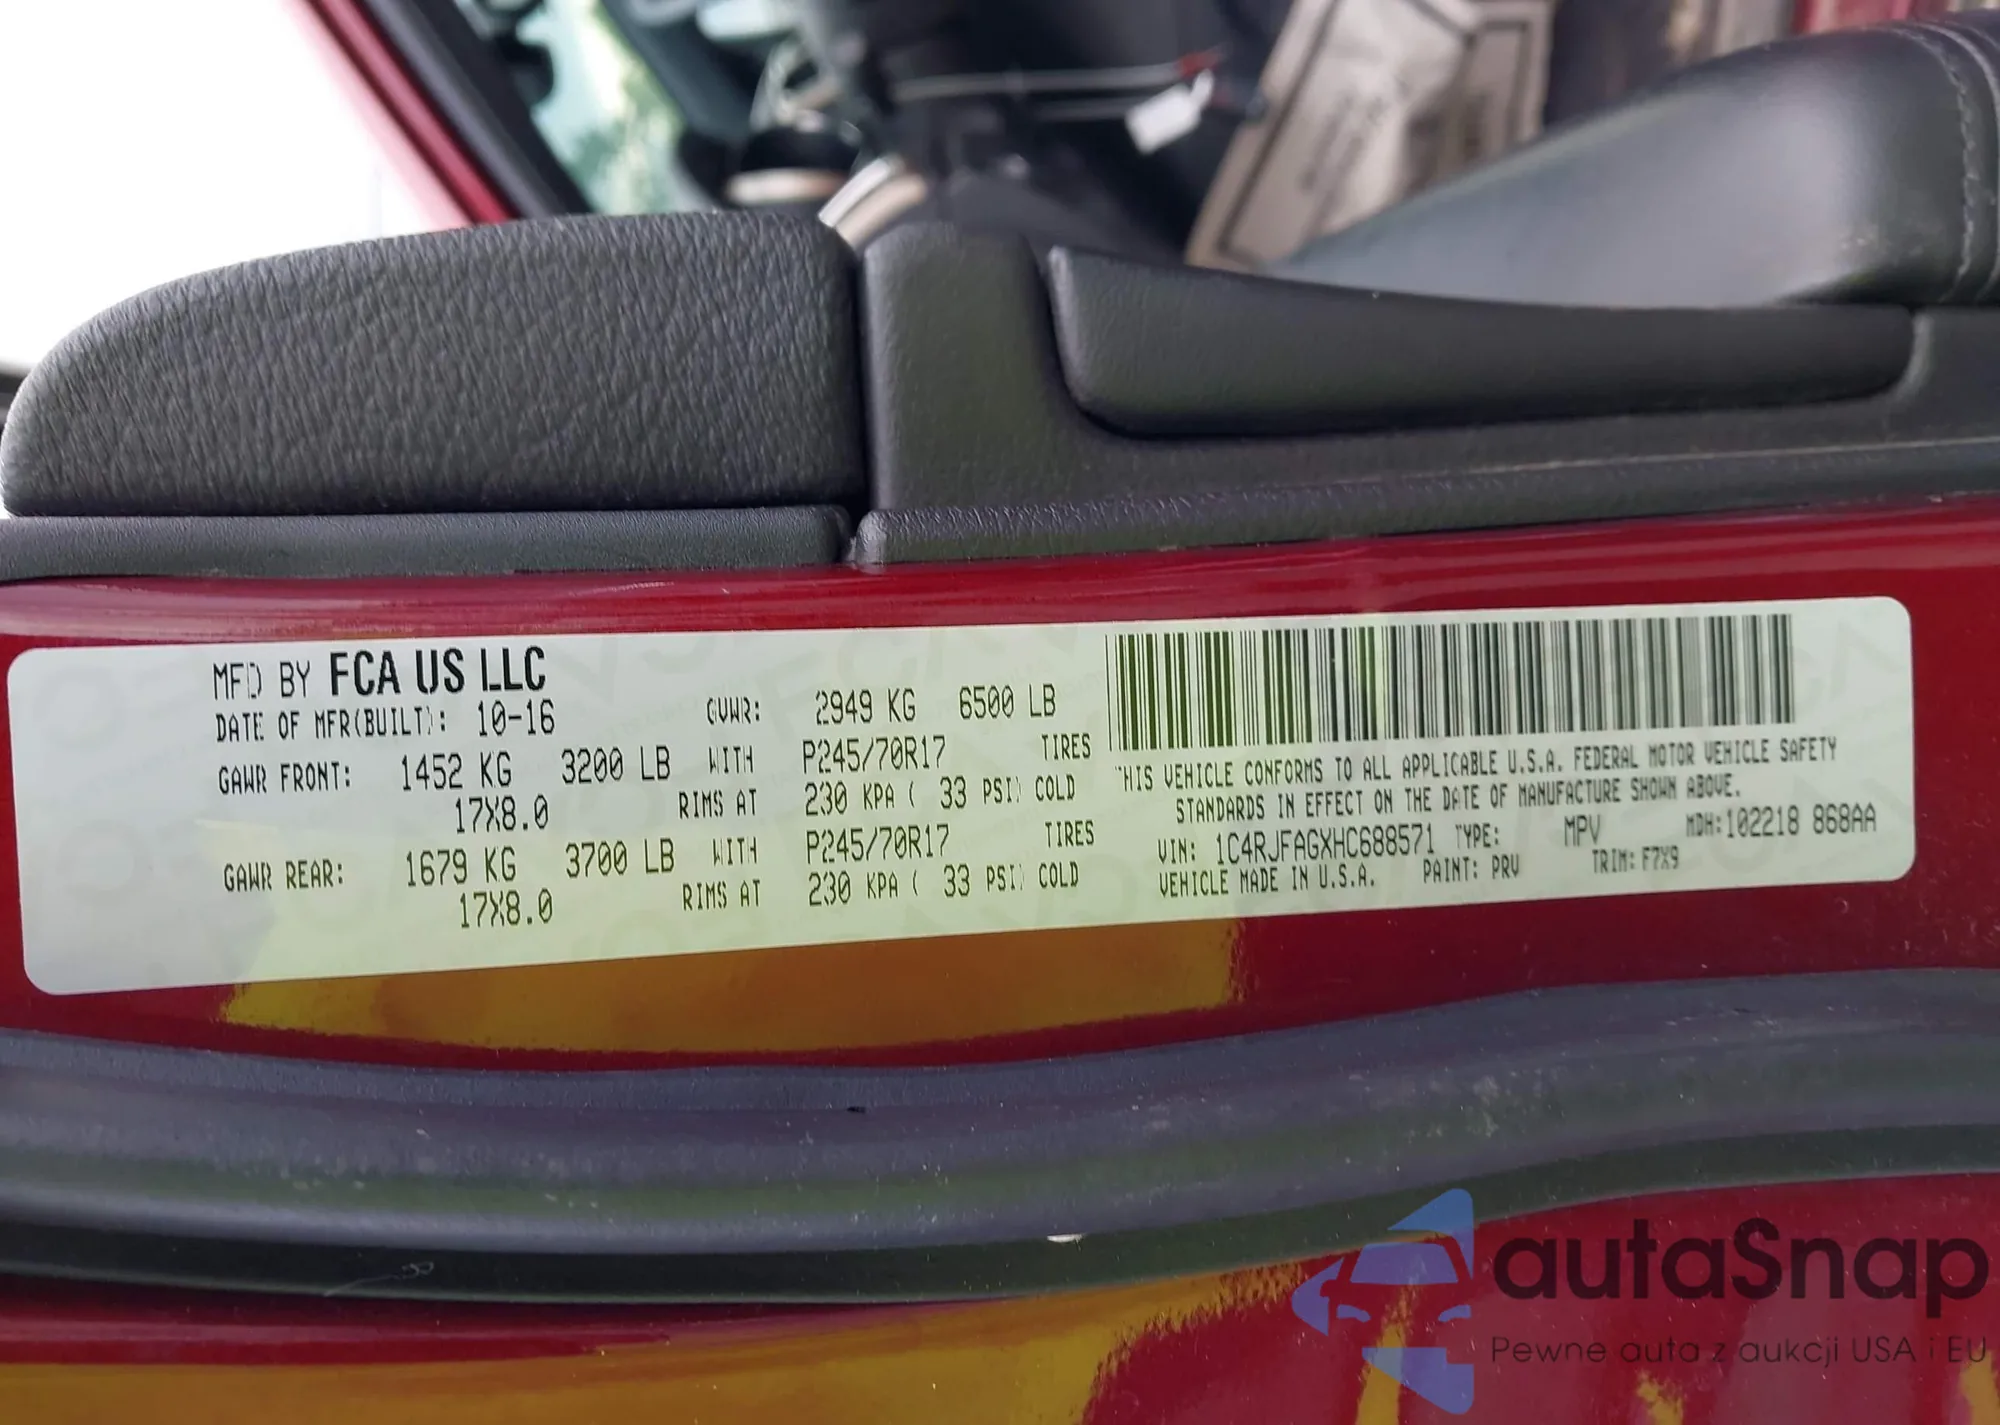 MFD BY FCA US LLC
DATE OF MFR(BUILT): 10-16 GVWR: 2949 KG 6500 LB
GAWR FRONT: 1452 KG 3200 LB WITH P245/70R17 TIRES
17X8.0 RIMS AT 230 KPA ( 33 PSI) COLD
GAWR REAR: 1679 KG 3700 LB WITH P245/70R17 TIRES
17X8.0 RIMS AT 230 KPA ( 33 PSI) COLD
THIS VEHICLE CONFORMS TO ALL APPLICABLE U.S.A. FEDERAL MOTOR VEHICLE SAFETY
STANDARDS IN EFFECT ON THE DATE OF MANUFACTURE SHOWN ABOVE.
VIN: 1C4RJFAGXHC688571 TYPE: MPV MDH:102218 868AA
VEHICLE MADE IN U.S.A. PAINT: PRV TRIM: F7X9
autaSnap
Pewne auta z aukcji USA i EU